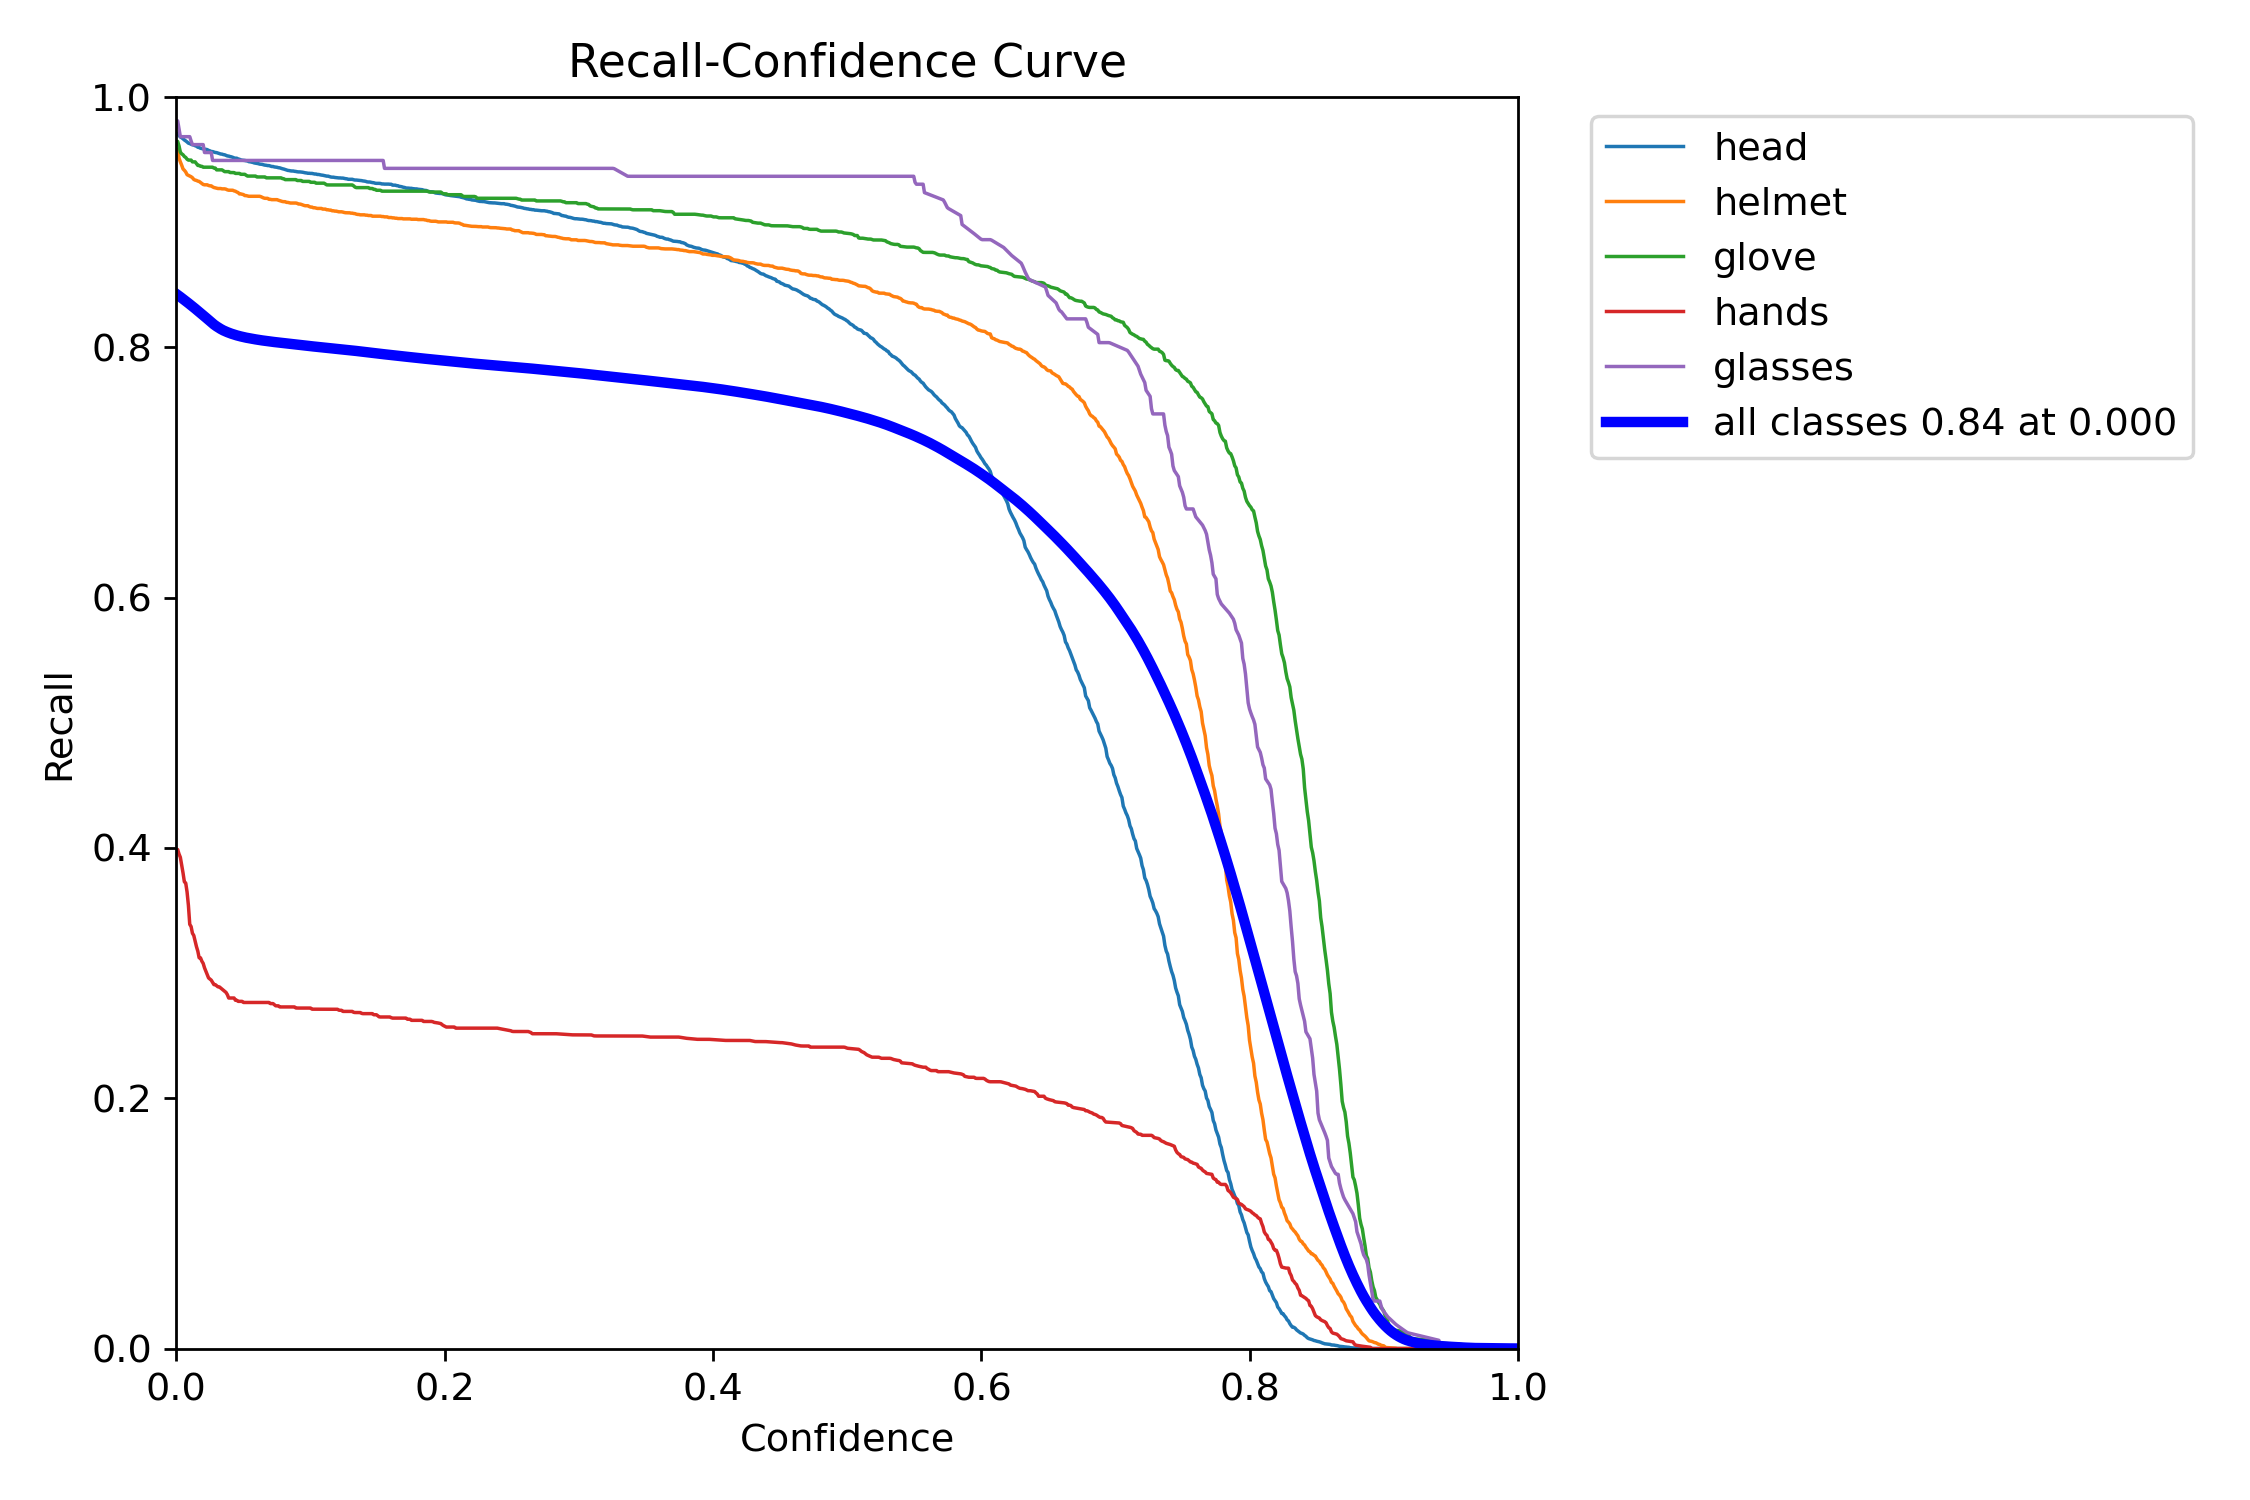 Recall-Confidence Curve
1.0
0.8
0.6
0.4
0.2
0.0
Recall
0.0 0.2 0.4 0.6 0.8 1.0
Confidence
head
helmet
glove
hands
glasses
all classes 0.84 at 0.000